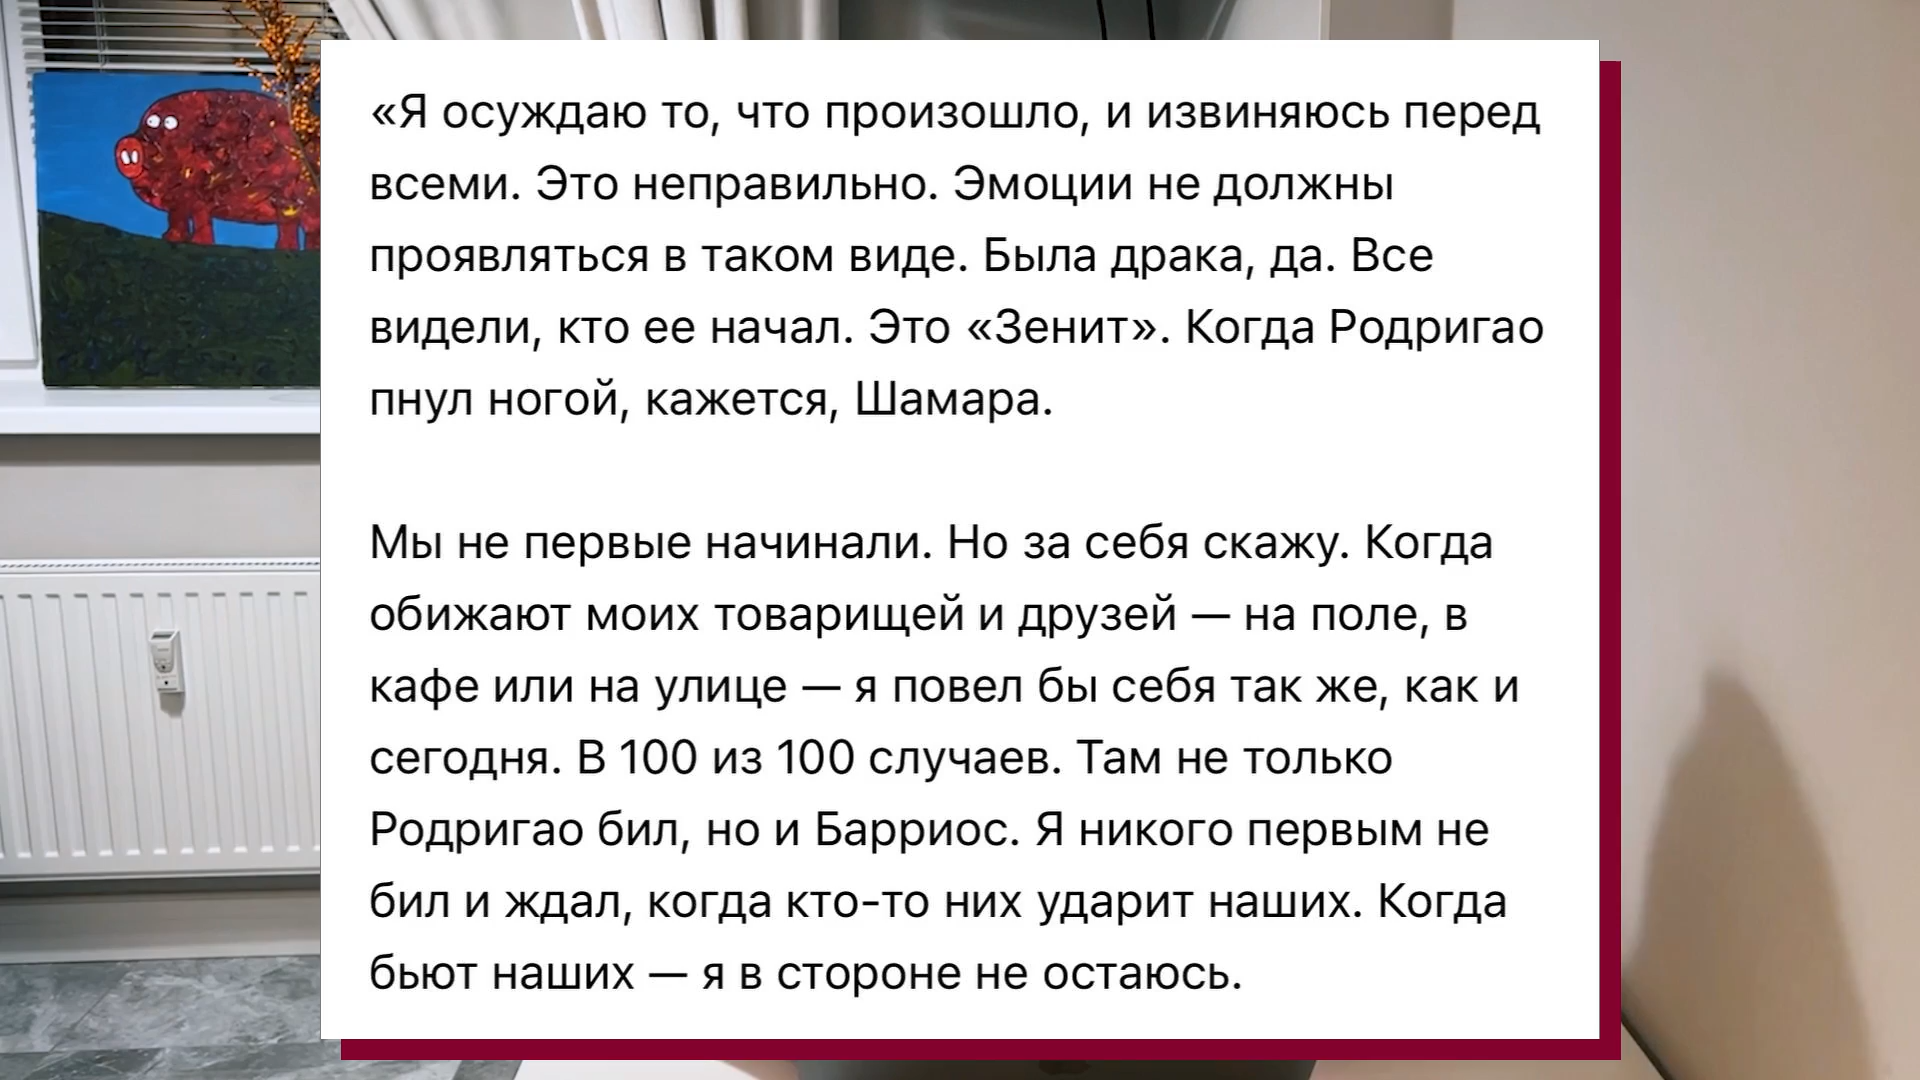 «Я осуждаю то, что произошло, и извиняюсь перед
всеми. Это неправильно. Эмоции не должны
проявляться в таком виде. Была драка, да. Все
видели, кто ее начал. Это «Зенит». Когда Родригао
пнул ногой, кажется, Шамара.
Мы не первые начинали. Но за себя скажу. Когда
обижают моих товарищей и друзей — на поле, в
кафе или на улице — я повел бы себя так же, как и
сегодня. В 100 из 100 случаев. Там не только
Родригао бил, но и Барриос. Я никого первым не
бил и ждал, когда кто-то них ударит наших. Когда
бьют наших — я в стороне не остаюсь.